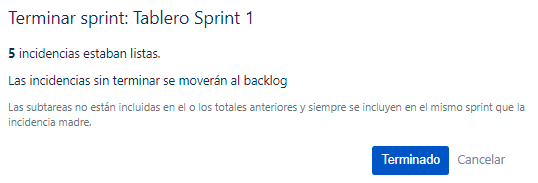 Terminar sprint: Tablero Sprint 1
5 incidencias estaban listas.
Las incidencias sin terminar se moverán al backlog
Las subtareas no están incluidas en el o los totales anteriores y siempre se incluyen en el mismo sprint que la
incidencia madre.
Terminado Cancelar